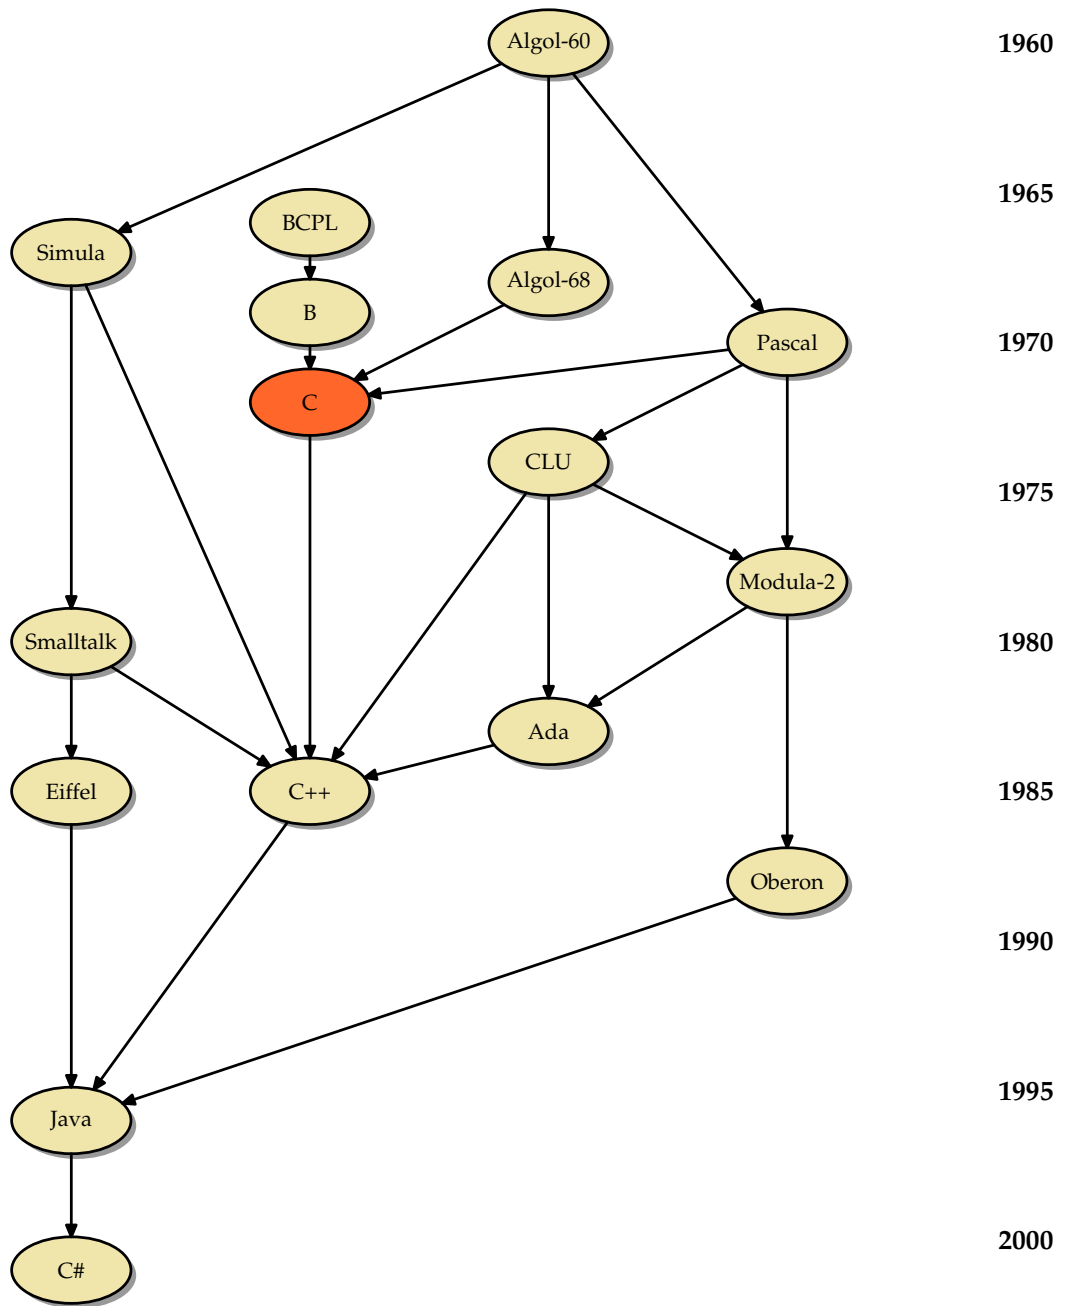 Algol-60
1960
1965
BCPL
Simula
Algol-68
B
Pascal
1970
C
CLU
1975
Modula-2
Smalltalk
1980
Ada
Eiffel
C++
1985
Oberon
1990
1995
Java
2000
C#